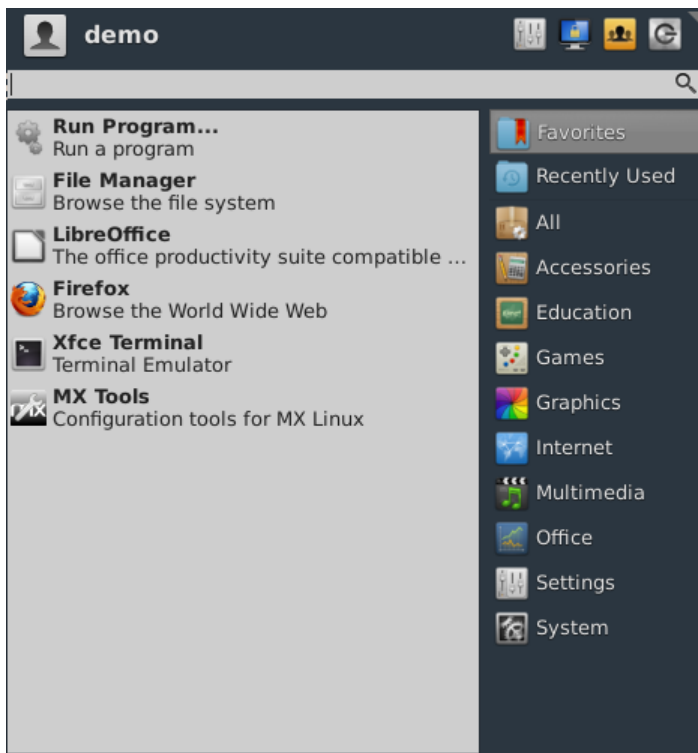 demo
Run Program...
Run a program
File Manager
Browse the file system
LibreOffice
The office productivity suite compatible ...
Firefox
Browse the World Wide Web
Xfce Terminal
Terminal Emulator
MX Tools
Configuration tools for MX Linux
Favorites
Recently Used
All
Accessories
Education
Games
Graphics
Internet
Multimedia
Office
Settings
System